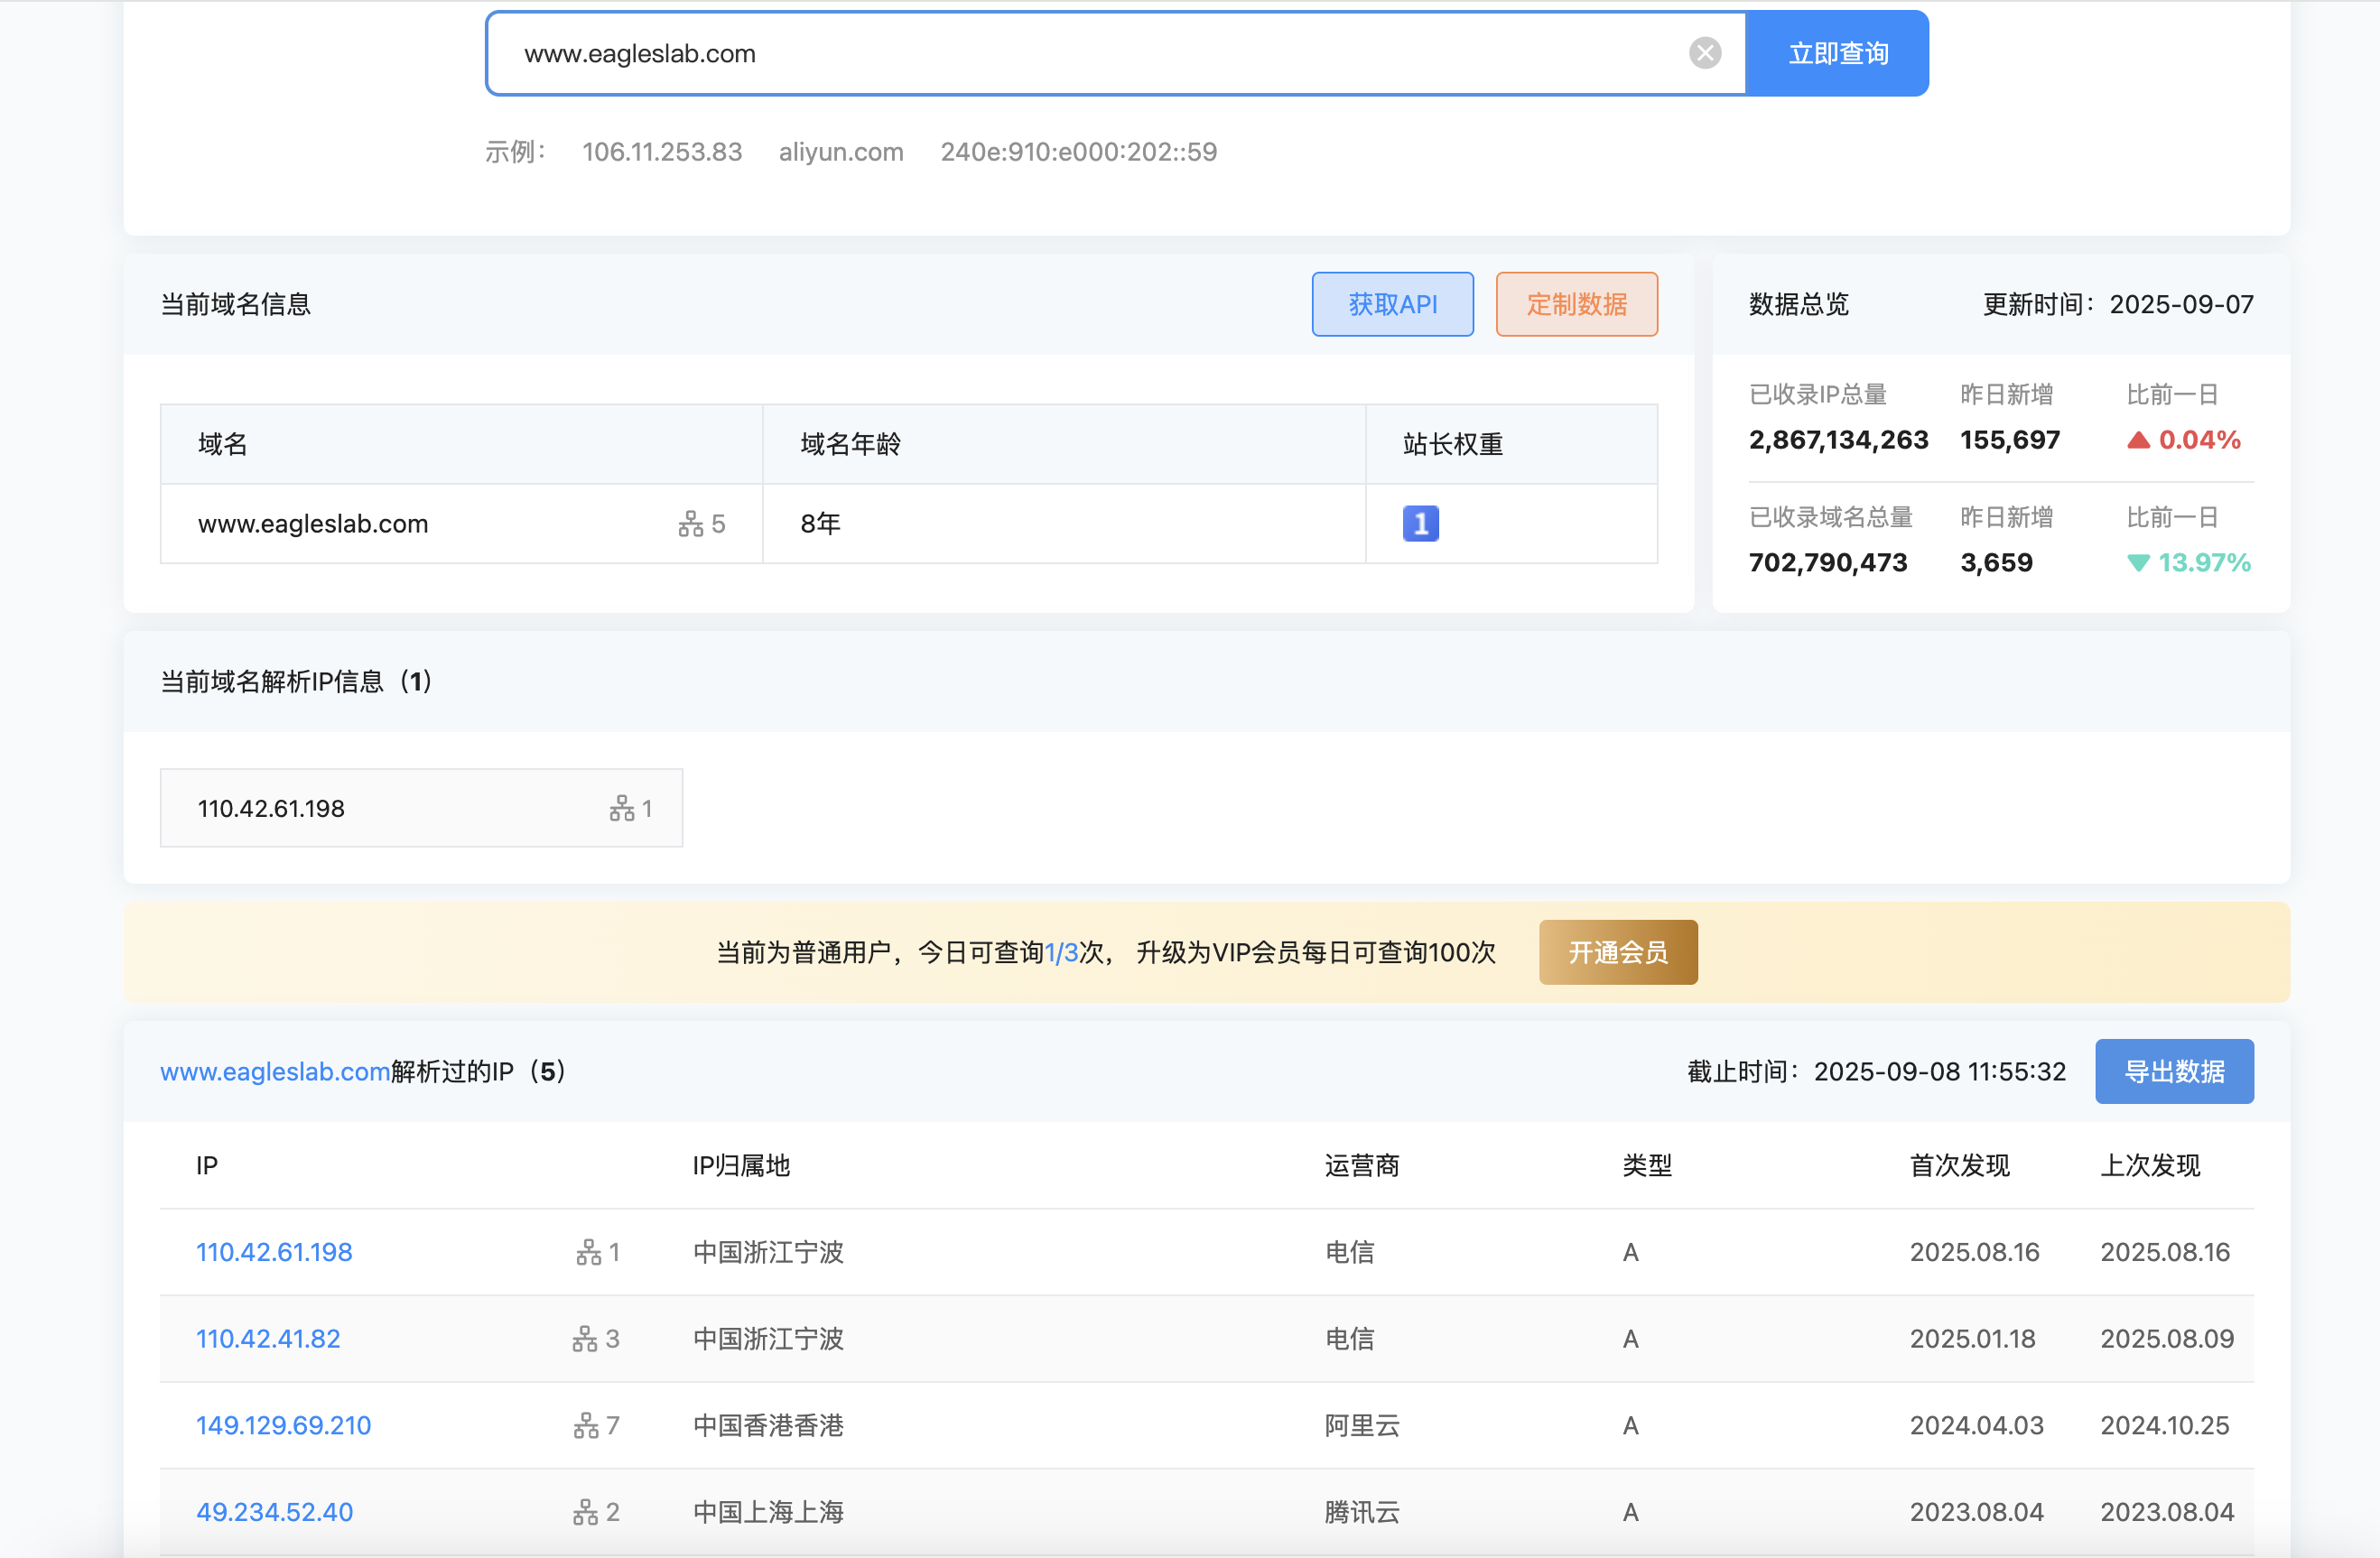 www.eagleslab.com
立即查询
示例： 106.11.253.83 aliyun.com 240e:910:e000:202::59
当前域名信息 获取API 定制数据
域名 域名年龄 站长权重
www.eagleslab.com 5 8年 1
数据总览 更新时间：2025-09-07
已收录IP总量 昨日新增 比前一日
2,867,134,263 155,697 0.04%
已收录域名总量 昨日新增 比前一日
702,790,473 3,659 13.97%
当前域名解析IP信息（1）
110.42.61.198 1
当前为普通用户，今日可查询1/3次， 升级为VIP会员每日可查询100次 开通会员
www.eagleslab.com解析过的IP（5） 截止时间：2025-09-08 11:55:32 导出数据
IP IP归属地 运营商 类型 首次发现 上次发现
110.42.61.198 1 中国浙江宁波 电信 A 2025.08.16 2025.08.16
110.42.41.82 3 中国浙江宁波 电信 A 2025.01.18 2025.08.09
149.129.69.210 7 中国香港香港 阿里云 A 2024.04.03 2024.10.25
49.234.52.40 2 中国上海上海 腾讯云 A 2023.08.04 2023.08.04